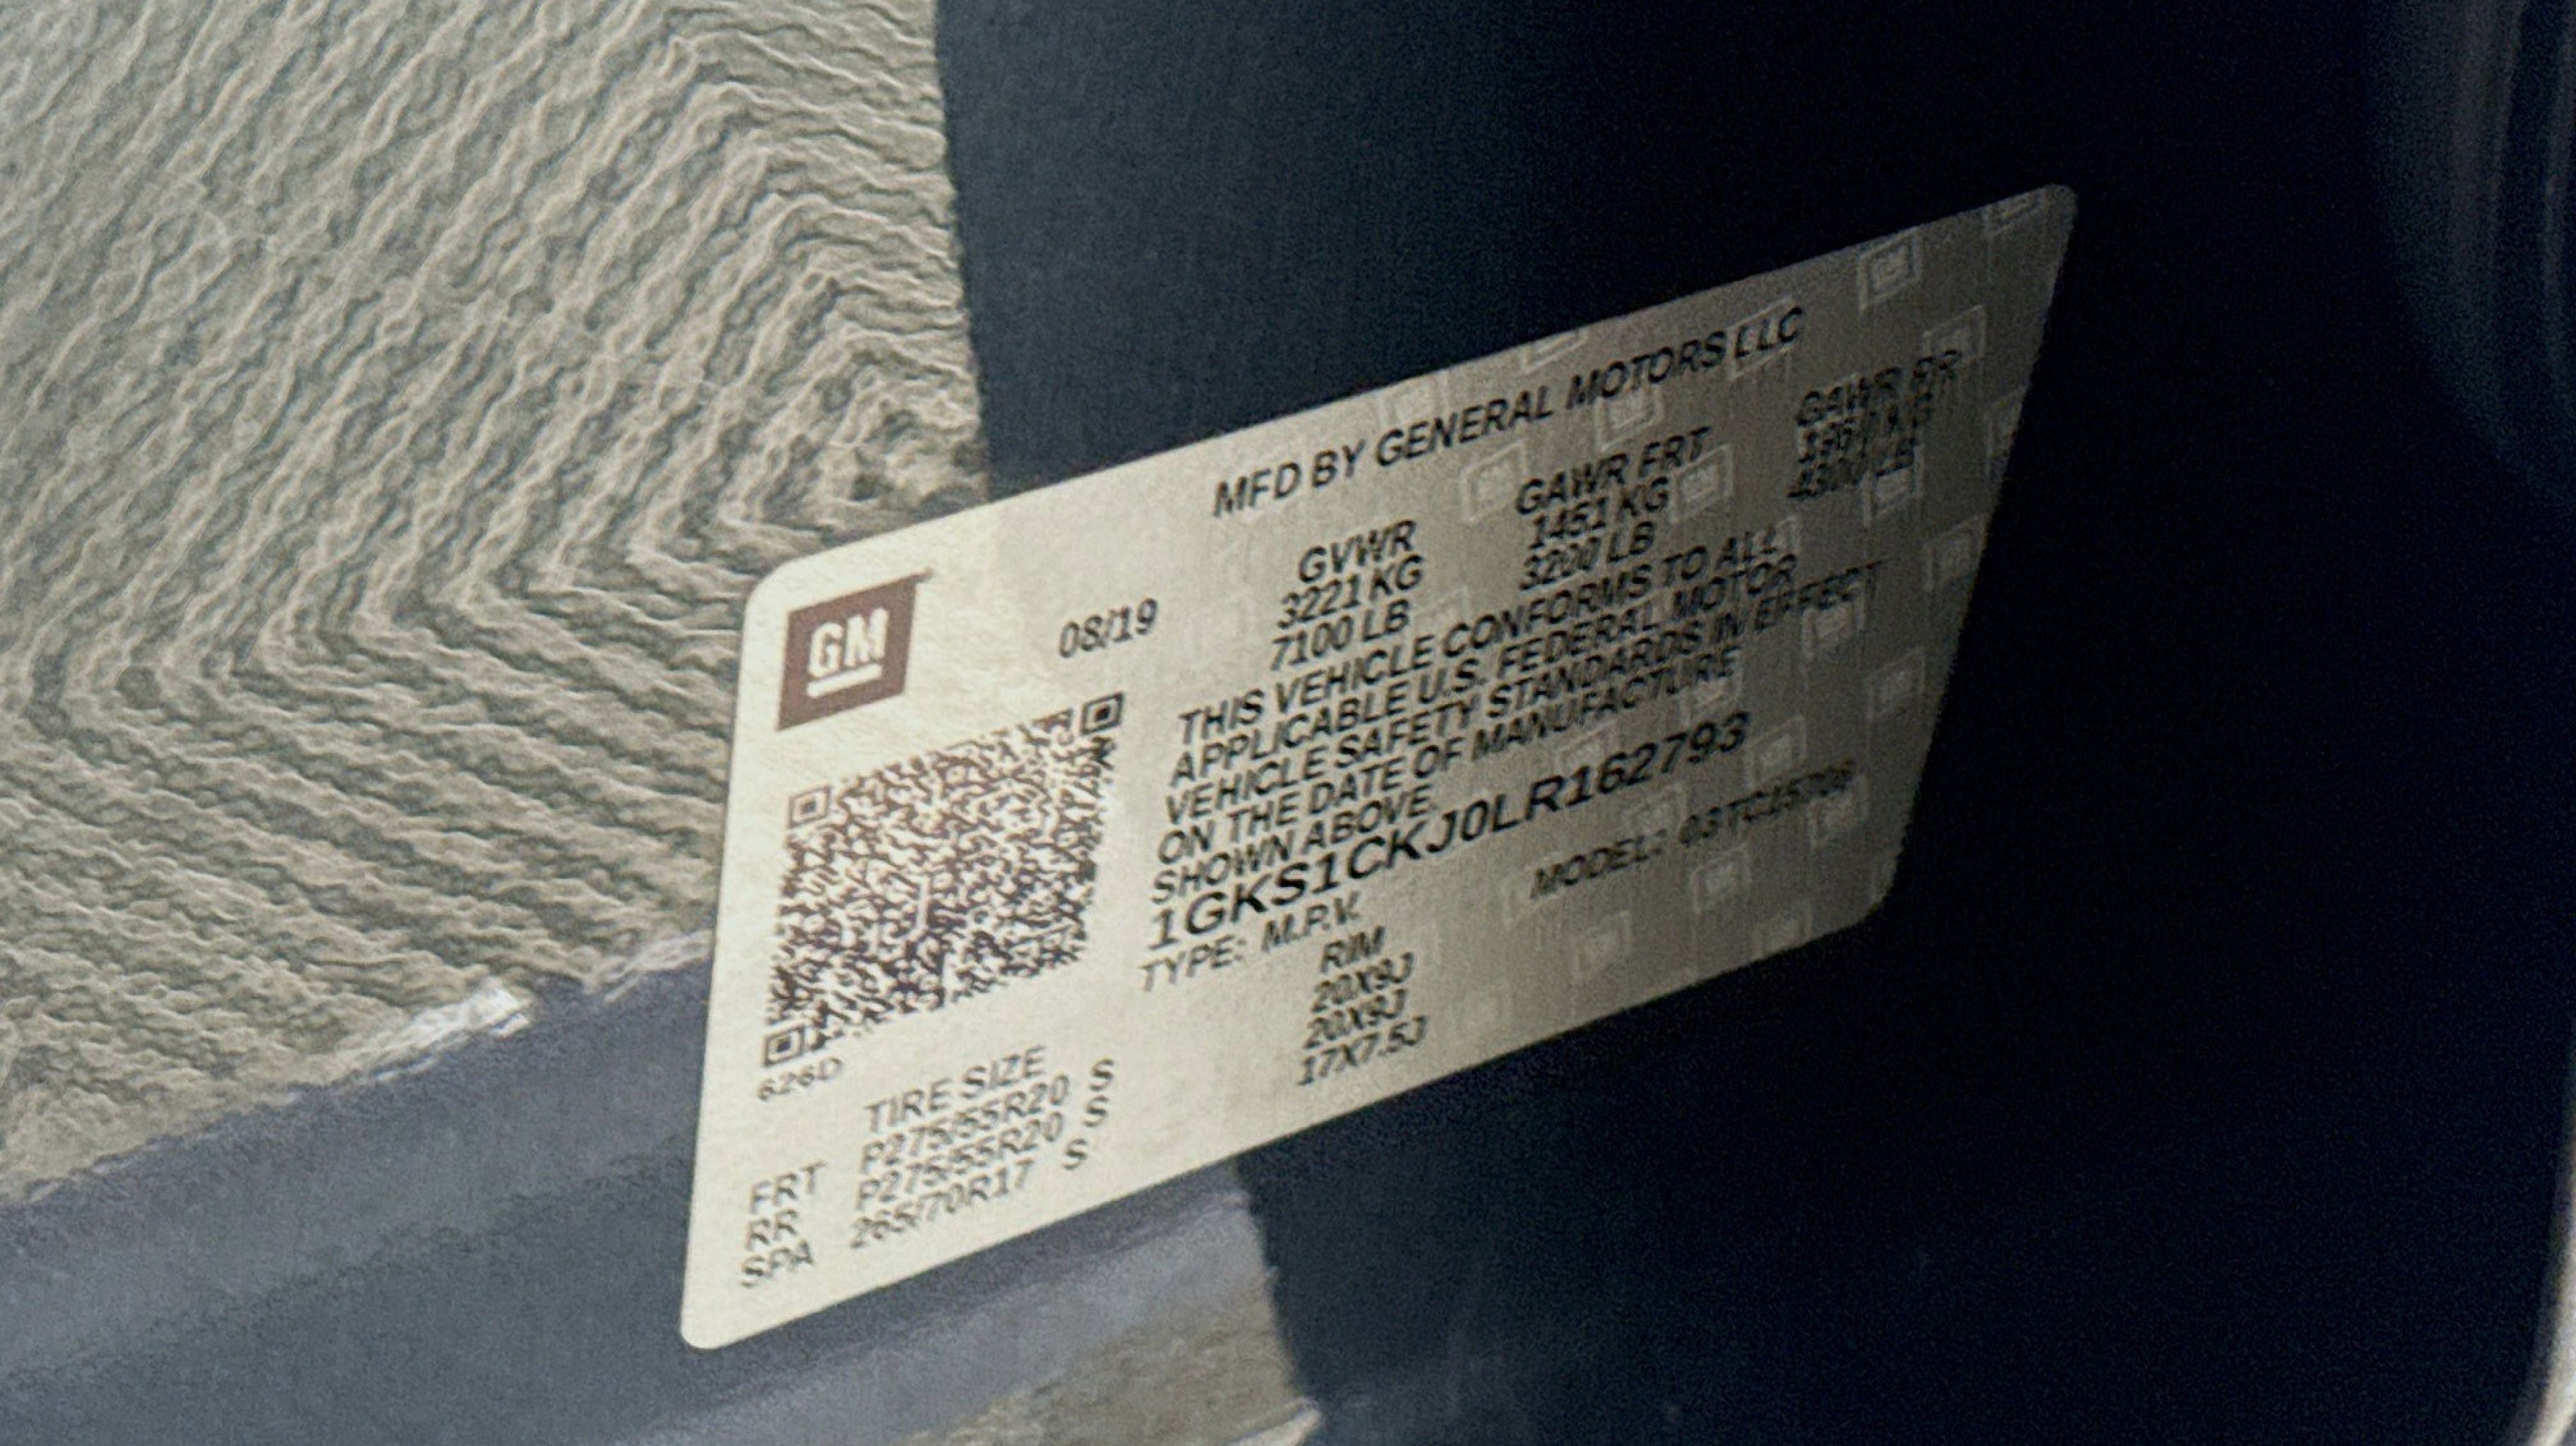 GM
MFD BY GENERAL MOTORS LLC
08/19
GVWR GAWR FRT GAWR RR
3221 KG 1451 KG KG
7100 LB 3200 LB 4300 LB
THIS VEHICLE CONFORMS TO ALL
APPLICABLE U.S. FEDERAL MOTOR
VEHICLE SAFETY STANDARDS IN EFFECT
ON THE DATE OF MANUFACTURE
SHOWN ABOVE.
1GKS1CKJ0LR162793
TYPE: M.P.V. MODEL:
626D
TIRE SIZE RIM
FRT P275/55R20 S 20X9J
RR P275/55R20 S 20X9J
SPA 265/70R17 S 17X7.5J